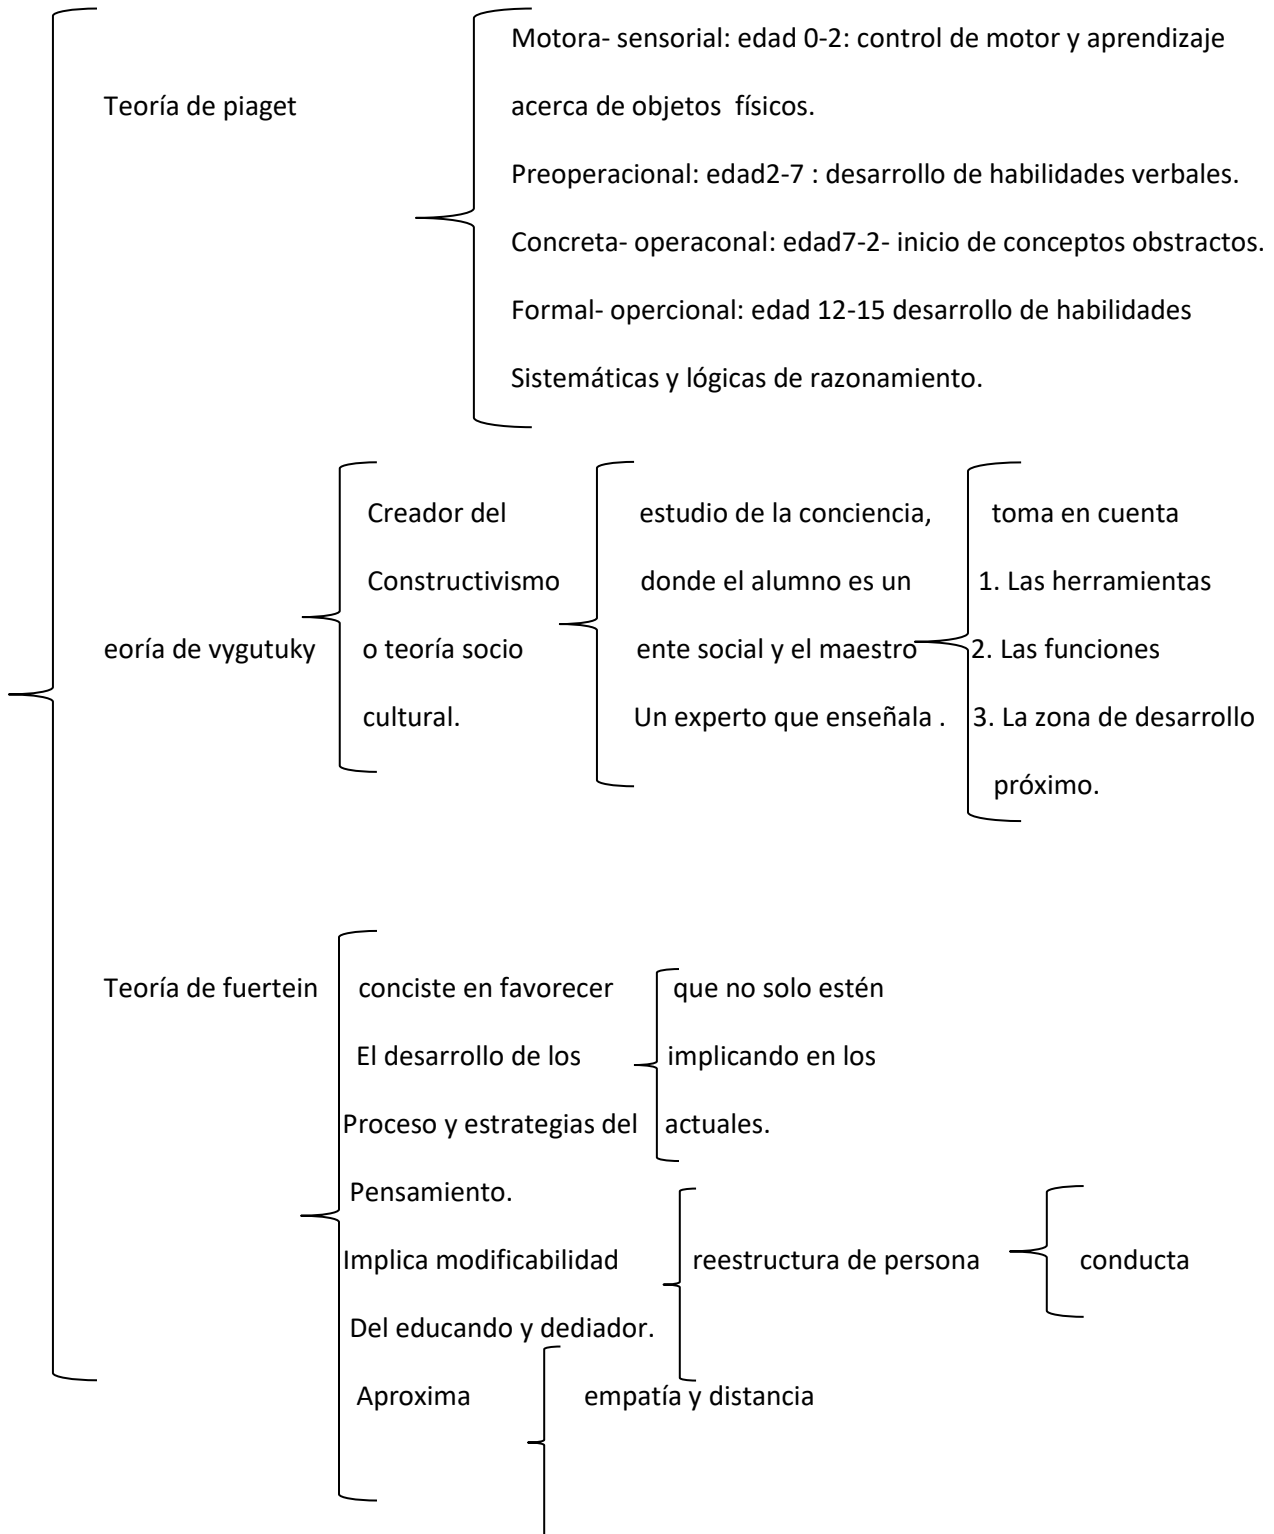 Motora- sensorial: edad 0-2: control de motor y aprendizaje
Teoría de piaget
acerca de objetos físicos.
Preoperacional: edad2-7 : desarrollo de habilidades verbales.
Concreta- operaconal: edad7-2- inicio de conceptos obstractos.
Formal- opercional: edad 12-15 desarrollo de habilidades
Sistemáticas y lógicas de razonamiento.
Creador del estudio de la conciencia, toma en cuenta
Constructivismo donde el alumno es un 1. Las herramientas
eoría de vygutuky o teoría socio ente social y el maestro 2. Las funciones
cultural. Un experto que enseñala . 3. La zona de desarrollo
próximo.
Teoría de fuertein conciste en favorecer que no solo estén
El desarrollo de los implicando en los
Proceso y estrategias del actuales.
Pensamiento.
Implica modificabilidad reestructura de persona conducta
Del educando y dediador.
Aproxima empatía y distancia